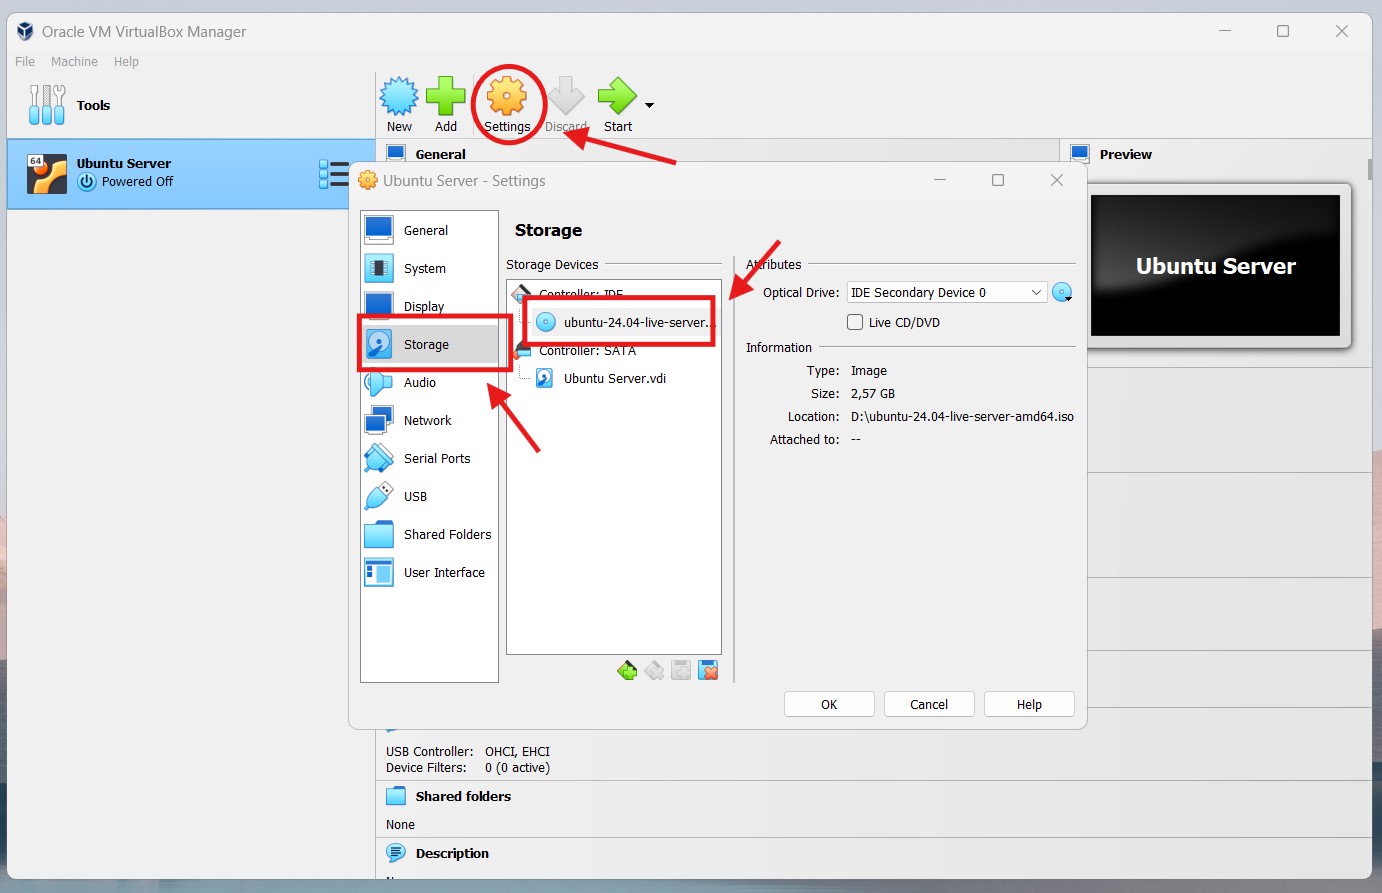 Oracle VM VirtualBox Manager
File Machine Help
Tools
New Add Settings Discard Start
64
Ubuntu Server
Powered Off
General
Preview
Ubuntu Server
Ubuntu Server - Settings
General
System
Display
Storage
Audio
Network
Serial Ports
USB
Shared Folders
User Interface
Storage
Storage Devices
Controller: IDE
ubuntu-24.04-live-server...
Controller: SATA
Ubuntu Server.vdi
Attributes
Optical Drive: IDE Secondary Device 0
Live CD/DVD
Information
Type: Image
Size: 2,57 GB
Location: D:\ubuntu-24.04-live-server-amd64.iso
Attached to: --
OK Cancel Help
USB Controller: OHCI, EHCI
Device Filters: 0 (0 active)
Shared folders
None
Description